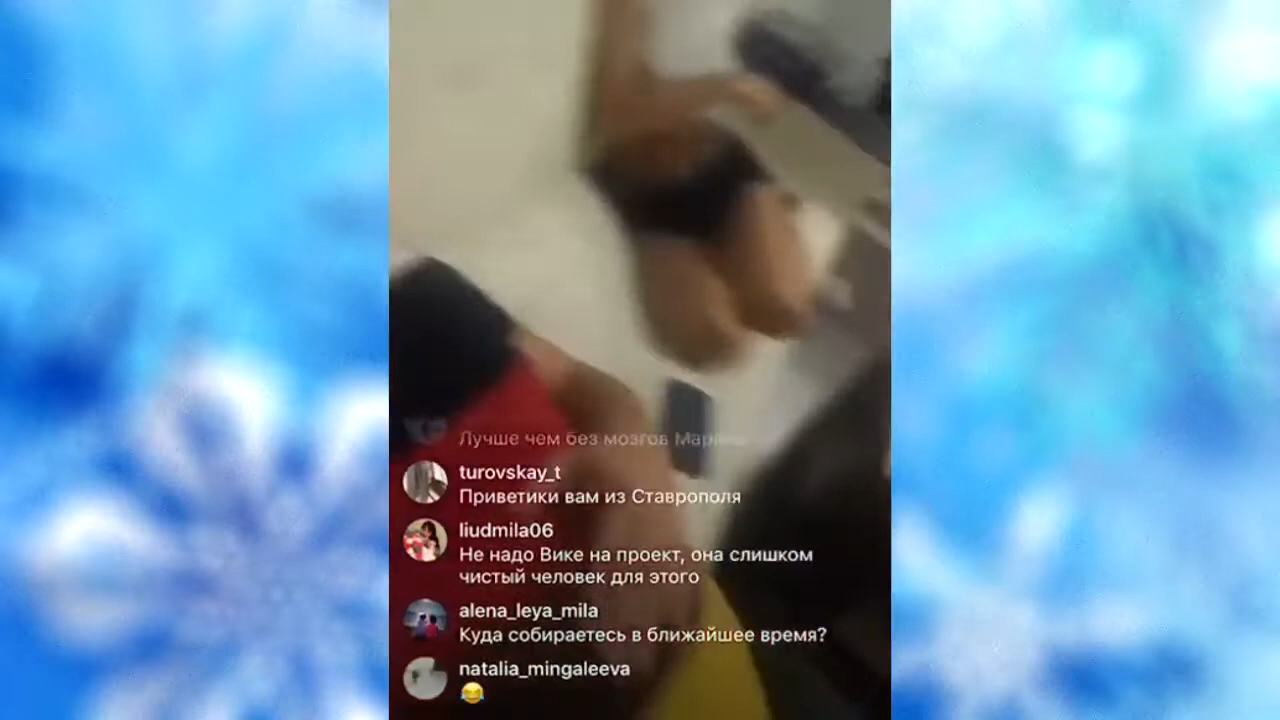 Лучше чем без мозгов
turovskay_t
Приветики вам из Ставрополя
liudmila06
Не надо Вике на проект, она слишком
чистый человек для этого
alena_leya_mila
Куда собираетесь в ближайшее время?
natalia_mingaleeva
😂